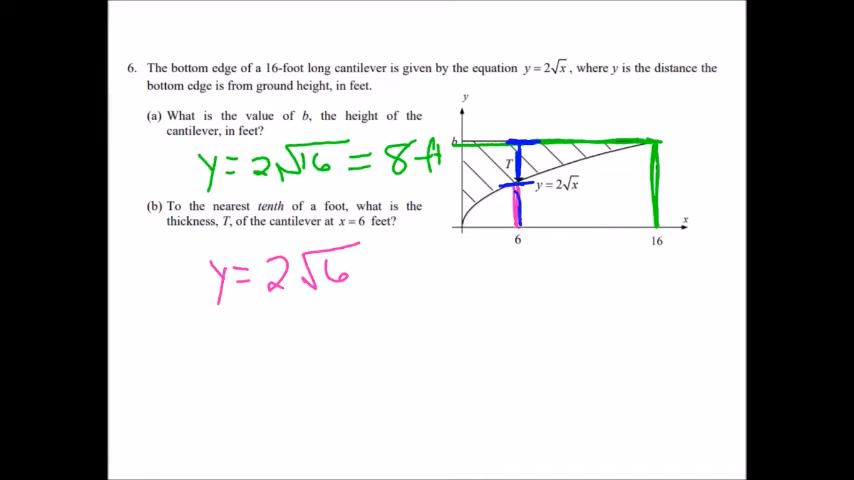 6. The bottom edge of a 16-foot long cantilever is given by the equation y = 2√x, where y is the distance the
bottom edge is from ground height, in feet.
(a) What is the value of b, the height of the
cantilever, in feet?
y = 2√16 = 8 ft
(b) To the nearest tenth of a foot, what is the
thickness, T, of the cantilever at x = 6 feet?
y = 2√6
y
b
T
y = 2√x
x
6
16